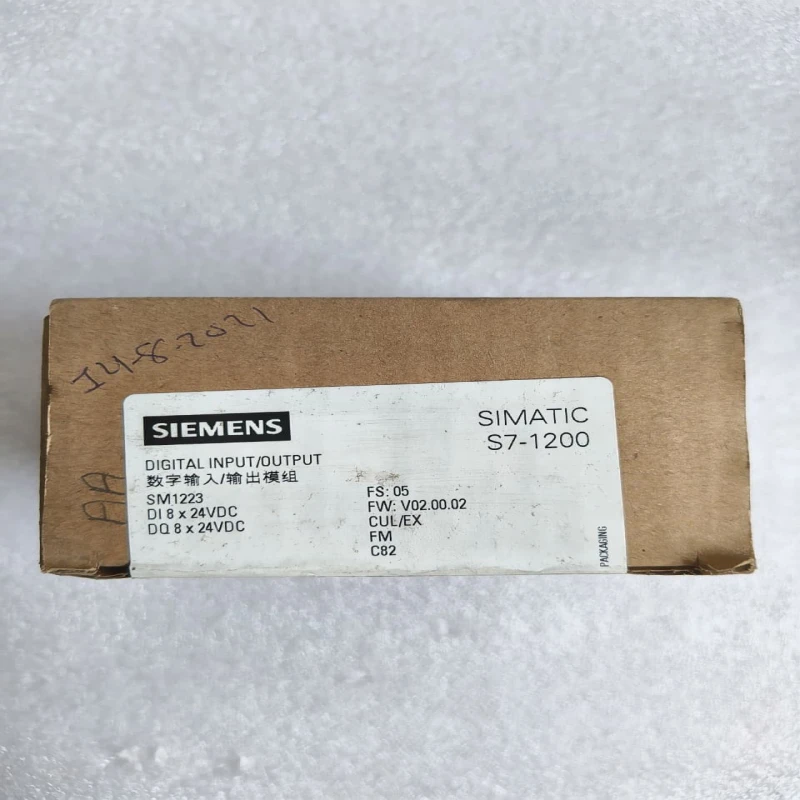 14-8-2021
AA
SIEMENS
SIMATIC
S7-1200
DIGITAL INPUT/OUTPUT
数字输入/输出模组
SM1223
DI 8 x 24VDC
DQ 8 x 24VDC
FS: 05
FW: V02.00.02
CUL/EX
FM
C82
PACKAGING